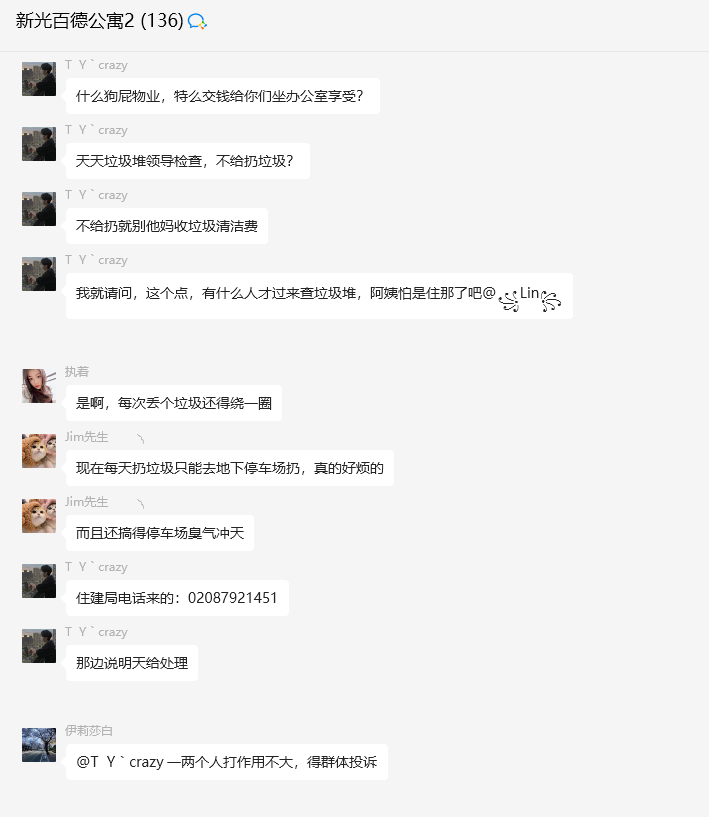 新光百德公寓2 (136)
T Y`crazy
什么狗屁物业，特么交钱给你们坐办公室享受？
T Y`crazy
天天垃圾堆领导检查，不给扔垃圾？
T Y`crazy
不给扔就别他妈收垃圾清洁费
T Y`crazy
我就请问，这个点，有什么人才过来查垃圾堆，阿姨怕是住那了吧@꧁Lin꧂
执着
是啊，每次丢个垃圾还得绕一圈
Jim先生 ㇏
现在每天扔垃圾只能去地下停车场扔，真的好烦的
Jim先生 ㇏
而且还搞得停车场臭气冲天
T Y`crazy
住建局电话来的：02087921451
T Y`crazy
那边说明天给处理
伊莉莎白
@T Y`crazy 一两个人打作用不大，得群体投诉